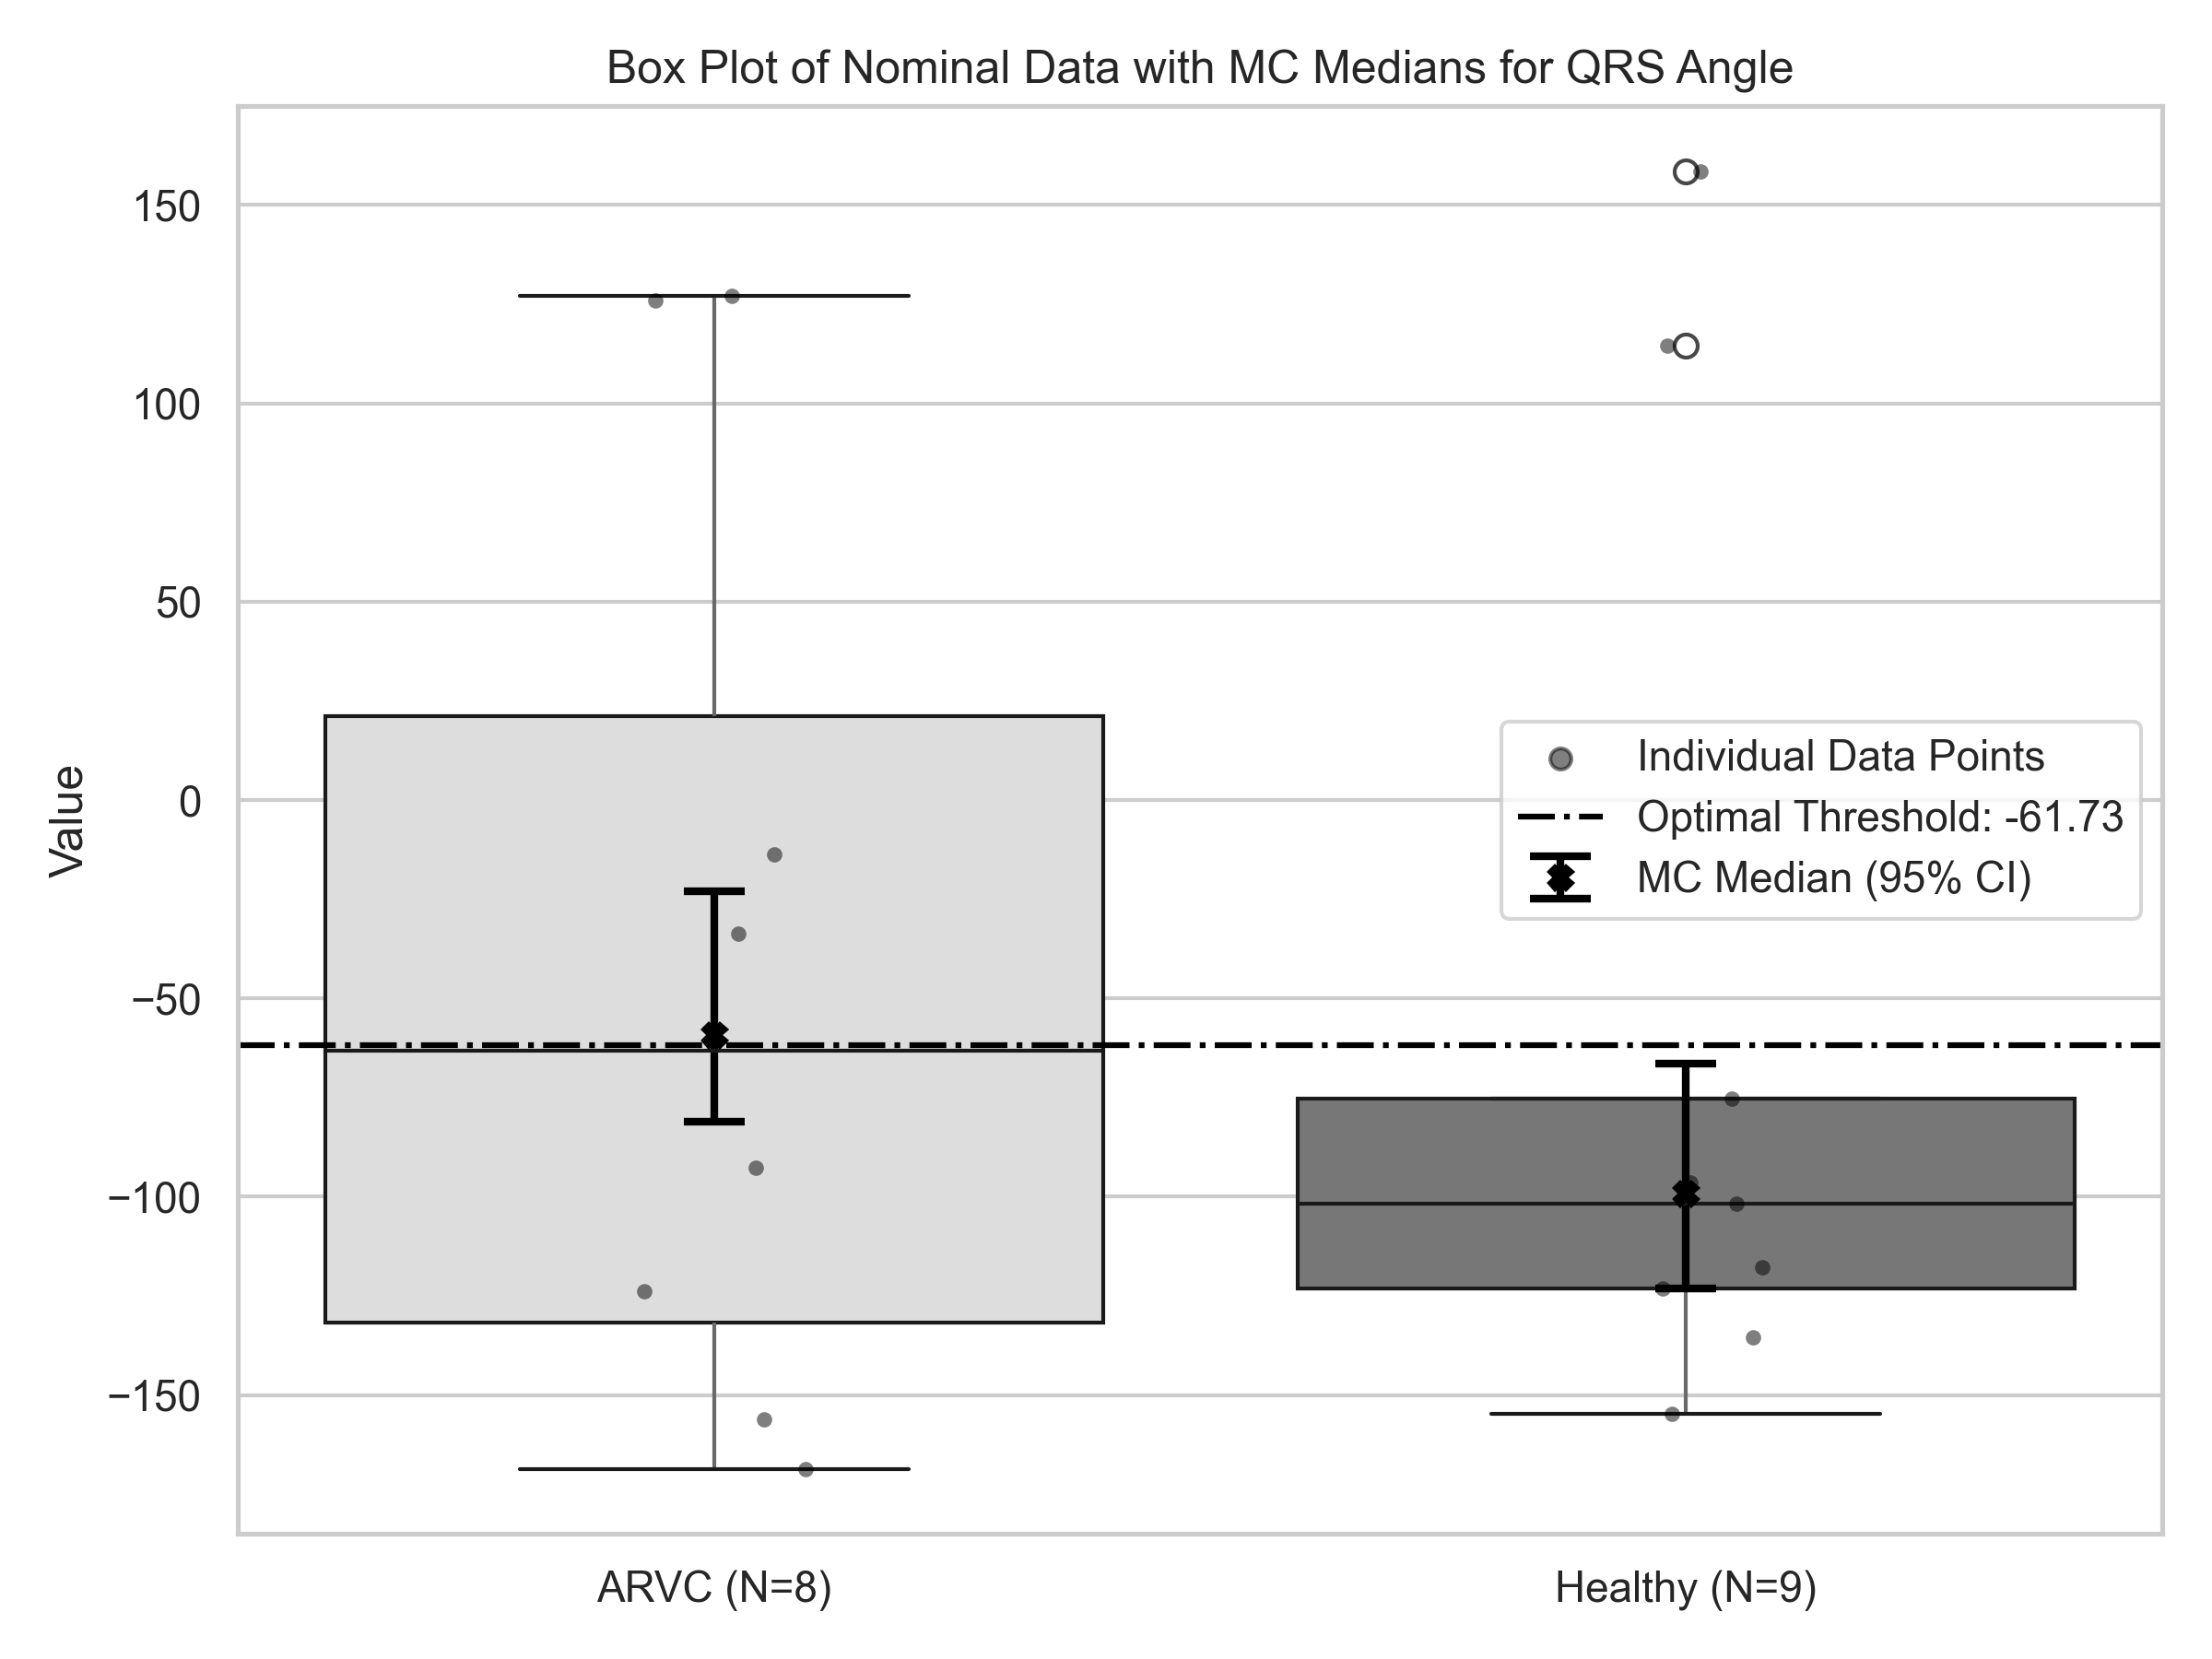 Box Plot of Nominal Data with MC Medians for QRS Angle
Value
150
100
50
0
−50
−100
−150
Individual Data Points
Optimal Threshold: -61.73
MC Median (95% CI)
ARVC (N=8)
Healthy (N=9)